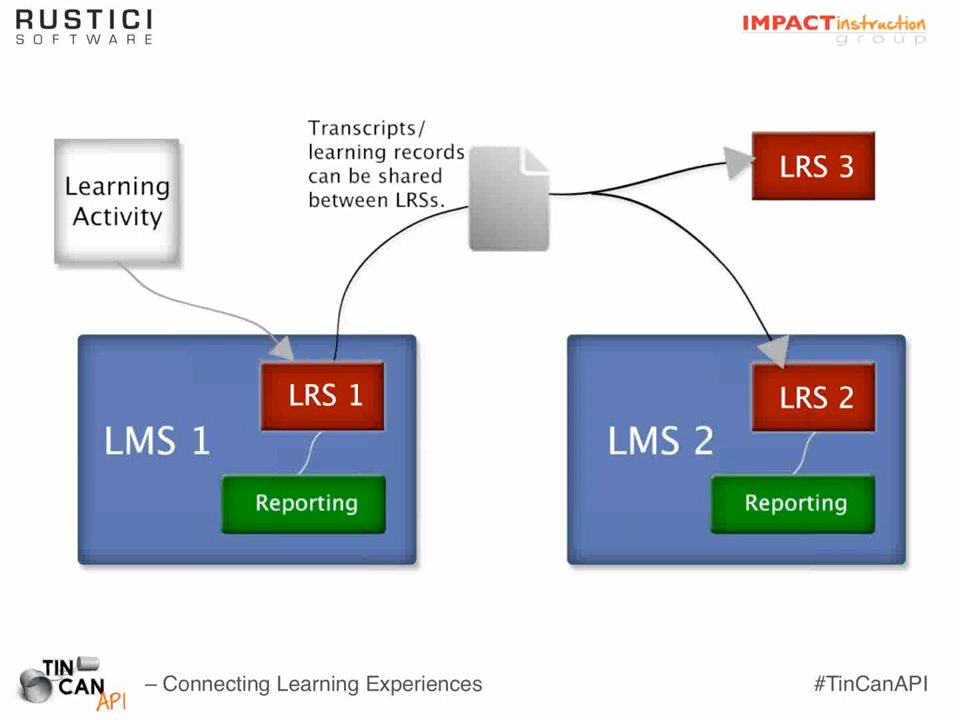 RUSTICI
SOFTWARE
IMPACTinstruction
group
Transcripts/
learning records
can be shared
between LRSs.
Learning
Activity
LRS 3
LRS 1
LMS 1
Reporting
LRS 2
LMS 2
Reporting
TIN
CAN
API
– Connecting Learning Experiences
#TinCanAPI